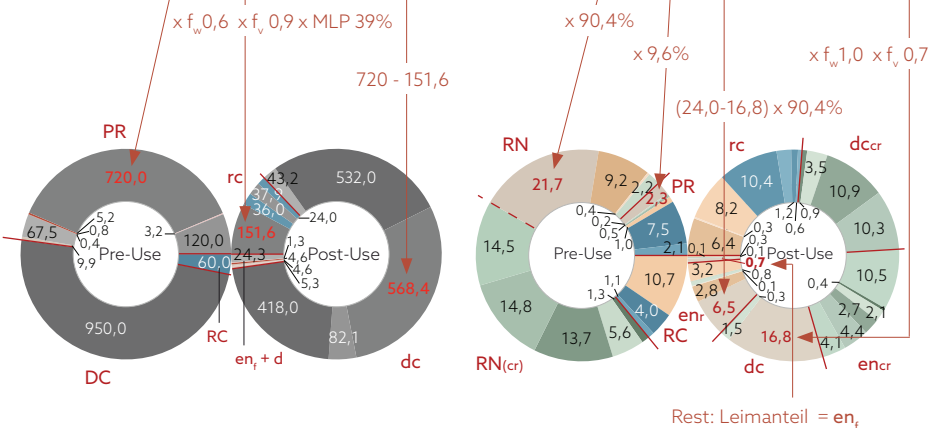 x f_w 0,6 x f_v 0,9 x MLP 39%
720 - 151,6
x 90,4%
x 9,6%
x f_w 1,0 x f_v 0,7
(24,0-16,8) x 90,4%
PR
720,0
67,5
5,2
0,8
0,4
9,9
Pre-Use
3,2
120,0
60,0
950,0
RC
DC
rc
43,2
37,2
36,0
151,6
24,3
532,0
24,0
1,3
4,6
4,6
5,3
Post-Use
568,4
418,0
82,1
en_f + d
dc
RN
21,7
9,2
2,2
2,3
PR
0,4
0,2
0,5
1,0
7,5
2,1
14,5
Pre-Use
10,7
1,1
1,3
4,0
14,8
13,7
5,6
RC
RN(cr)
rc
10,4
3,5
dc_cr
10,9
8,2
1,2
0,9
0,6
10,3
6,4
0,3
0,3
0,1
0,1
0,7
Post-Use
3,2
0,8
0,1
0,3
2,8
0,4
10,5
en_f
6,5
1,5
2,1
2,7
4,4
4,1
16,8
dc
en_cr
Rest: Leimanteil = en_f